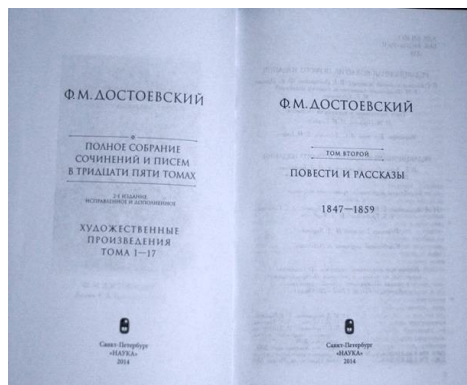 Ф.М. ДОСТОЕВСКИЙ
ПОЛНОЕ СОБРАНИЕ
СОЧИНЕНИЙ И ПИСЕМ
В ТРИДЦАТИ ПЯТИ ТОМАХ
2-Е ИЗДАНИЕ,
ИСПРАВЛЕННОЕ И ДОПОЛНЕННОЕ
ХУДОЖЕСТВЕННЫЕ
ПРОИЗВЕДЕНИЯ
ТОМА 1—17
Санкт-Петербург
«НАУКА»
2014
Ф.М. ДОСТОЕВСКИЙ
ТОМ ВТОРОЙ
ПОВЕСТИ И РАССКАЗЫ
1847—1859
Санкт-Петербург
«НАУКА»
2014